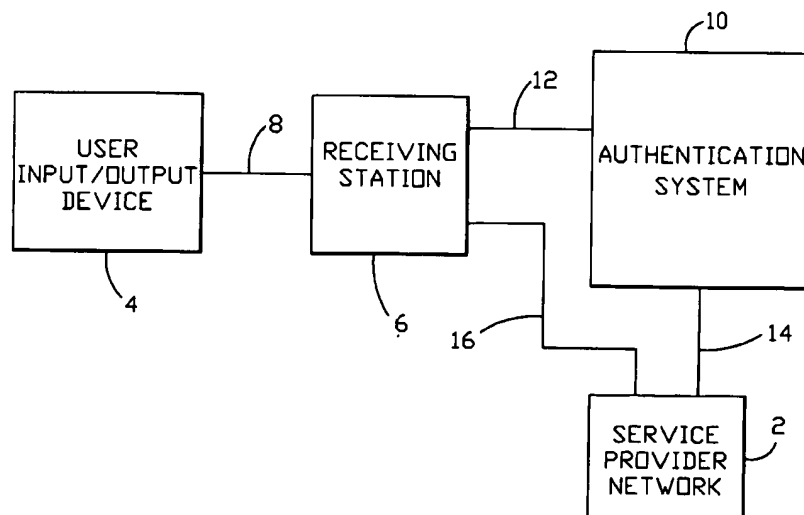 10
12
8
USER
INPUT/OUTPUT
DEVICE
RECEIVING
STATION
AUTHENTICATION
SYSTEM
4
6
16
14
2
SERVICE
PROVIDER
NETWORK